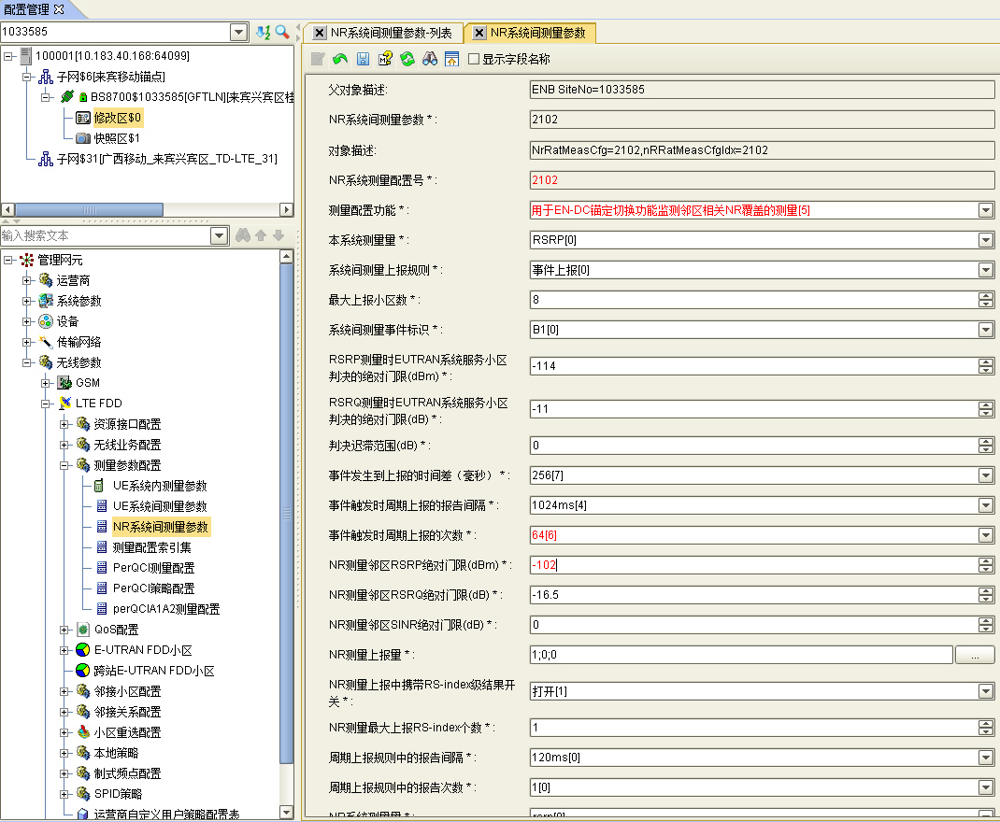 配置管理
1033585
100001[10.183.40.168:64099]
子网$6[来宾移动锚点]
BS8700$1033585[GFTLN][来宾兴宾区桂
修改区$0
快照区$1
子网$31[广西移动_来宾兴宾区_TD-LTE_31]
输入搜索文本
管理网元
运营商
系统参数
设备
传输网络
无线参数
GSM
LTE FDD
资源接口配置
无线业务配置
测量参数配置
UE系统内测量参数
UE系统间测量参数
NR系统间测量参数
测量配置索引集
PerQCI测量配置
PerQCI策略配置
perQCIA1A2测量配置
QoS配置
E-UTRAN FDD小区
跨站E-UTRAN FDD小区
邻接小区配置
邻接关系配置
小区重选配置
本地策略
制式频点配置
SPID策略
运营商自定义用户策略配置表
NR系统间测量参数-列表
NR系统间测量参数
显示字段名称
父对象描述:
ENB SiteNo=1033585
NR系统间测量参数 * :
2102
对象描述:
NrRatMeasCfg=2102,nRRatMeasCfgIdx=2102
NR系统测量配置号 * :
2102
测量配置功能 * :
用于EN-DC锚定切换功能监测邻区相关NR覆盖的测量[5]
本系统测量量 * :
RSRP[0]
系统间测量上报规则 * :
事件上报[0]
最大上报小区数 * :
8
系统间测量事件标识 * :
B1[0]
RSRP测量时EUTRAN系统服务小区
判决的绝对门限(dBm) * :
-114
RSRQ测量时EUTRAN系统服务小区
判决的绝对门限(dB) * :
-11
判决迟滞范围(dB) * :
0
事件发生到上报的时间差（毫秒） * :
256[7]
事件触发时周期上报的报告间隔 * :
1024ms[4]
事件触发时周期上报的次数 * :
64[6]
NR测量邻区RSRP绝对门限(dBm) * :
-102
NR测量邻区RSRQ绝对门限(dB) * :
-16.5
NR测量邻区SINR绝对门限(dB) * :
0
NR测量上报量 * :
1;0;0
...
NR测量上报中携带RS-index级结果开
关 * :
打开[1]
NR测量最大上报RS-index个数 * :
1
周期上报规则中的报告间隔 * :
120ms[0]
周期上报规则中的报告次数 * :
1[0]
NR系统测量量 * :
rsrp[0]